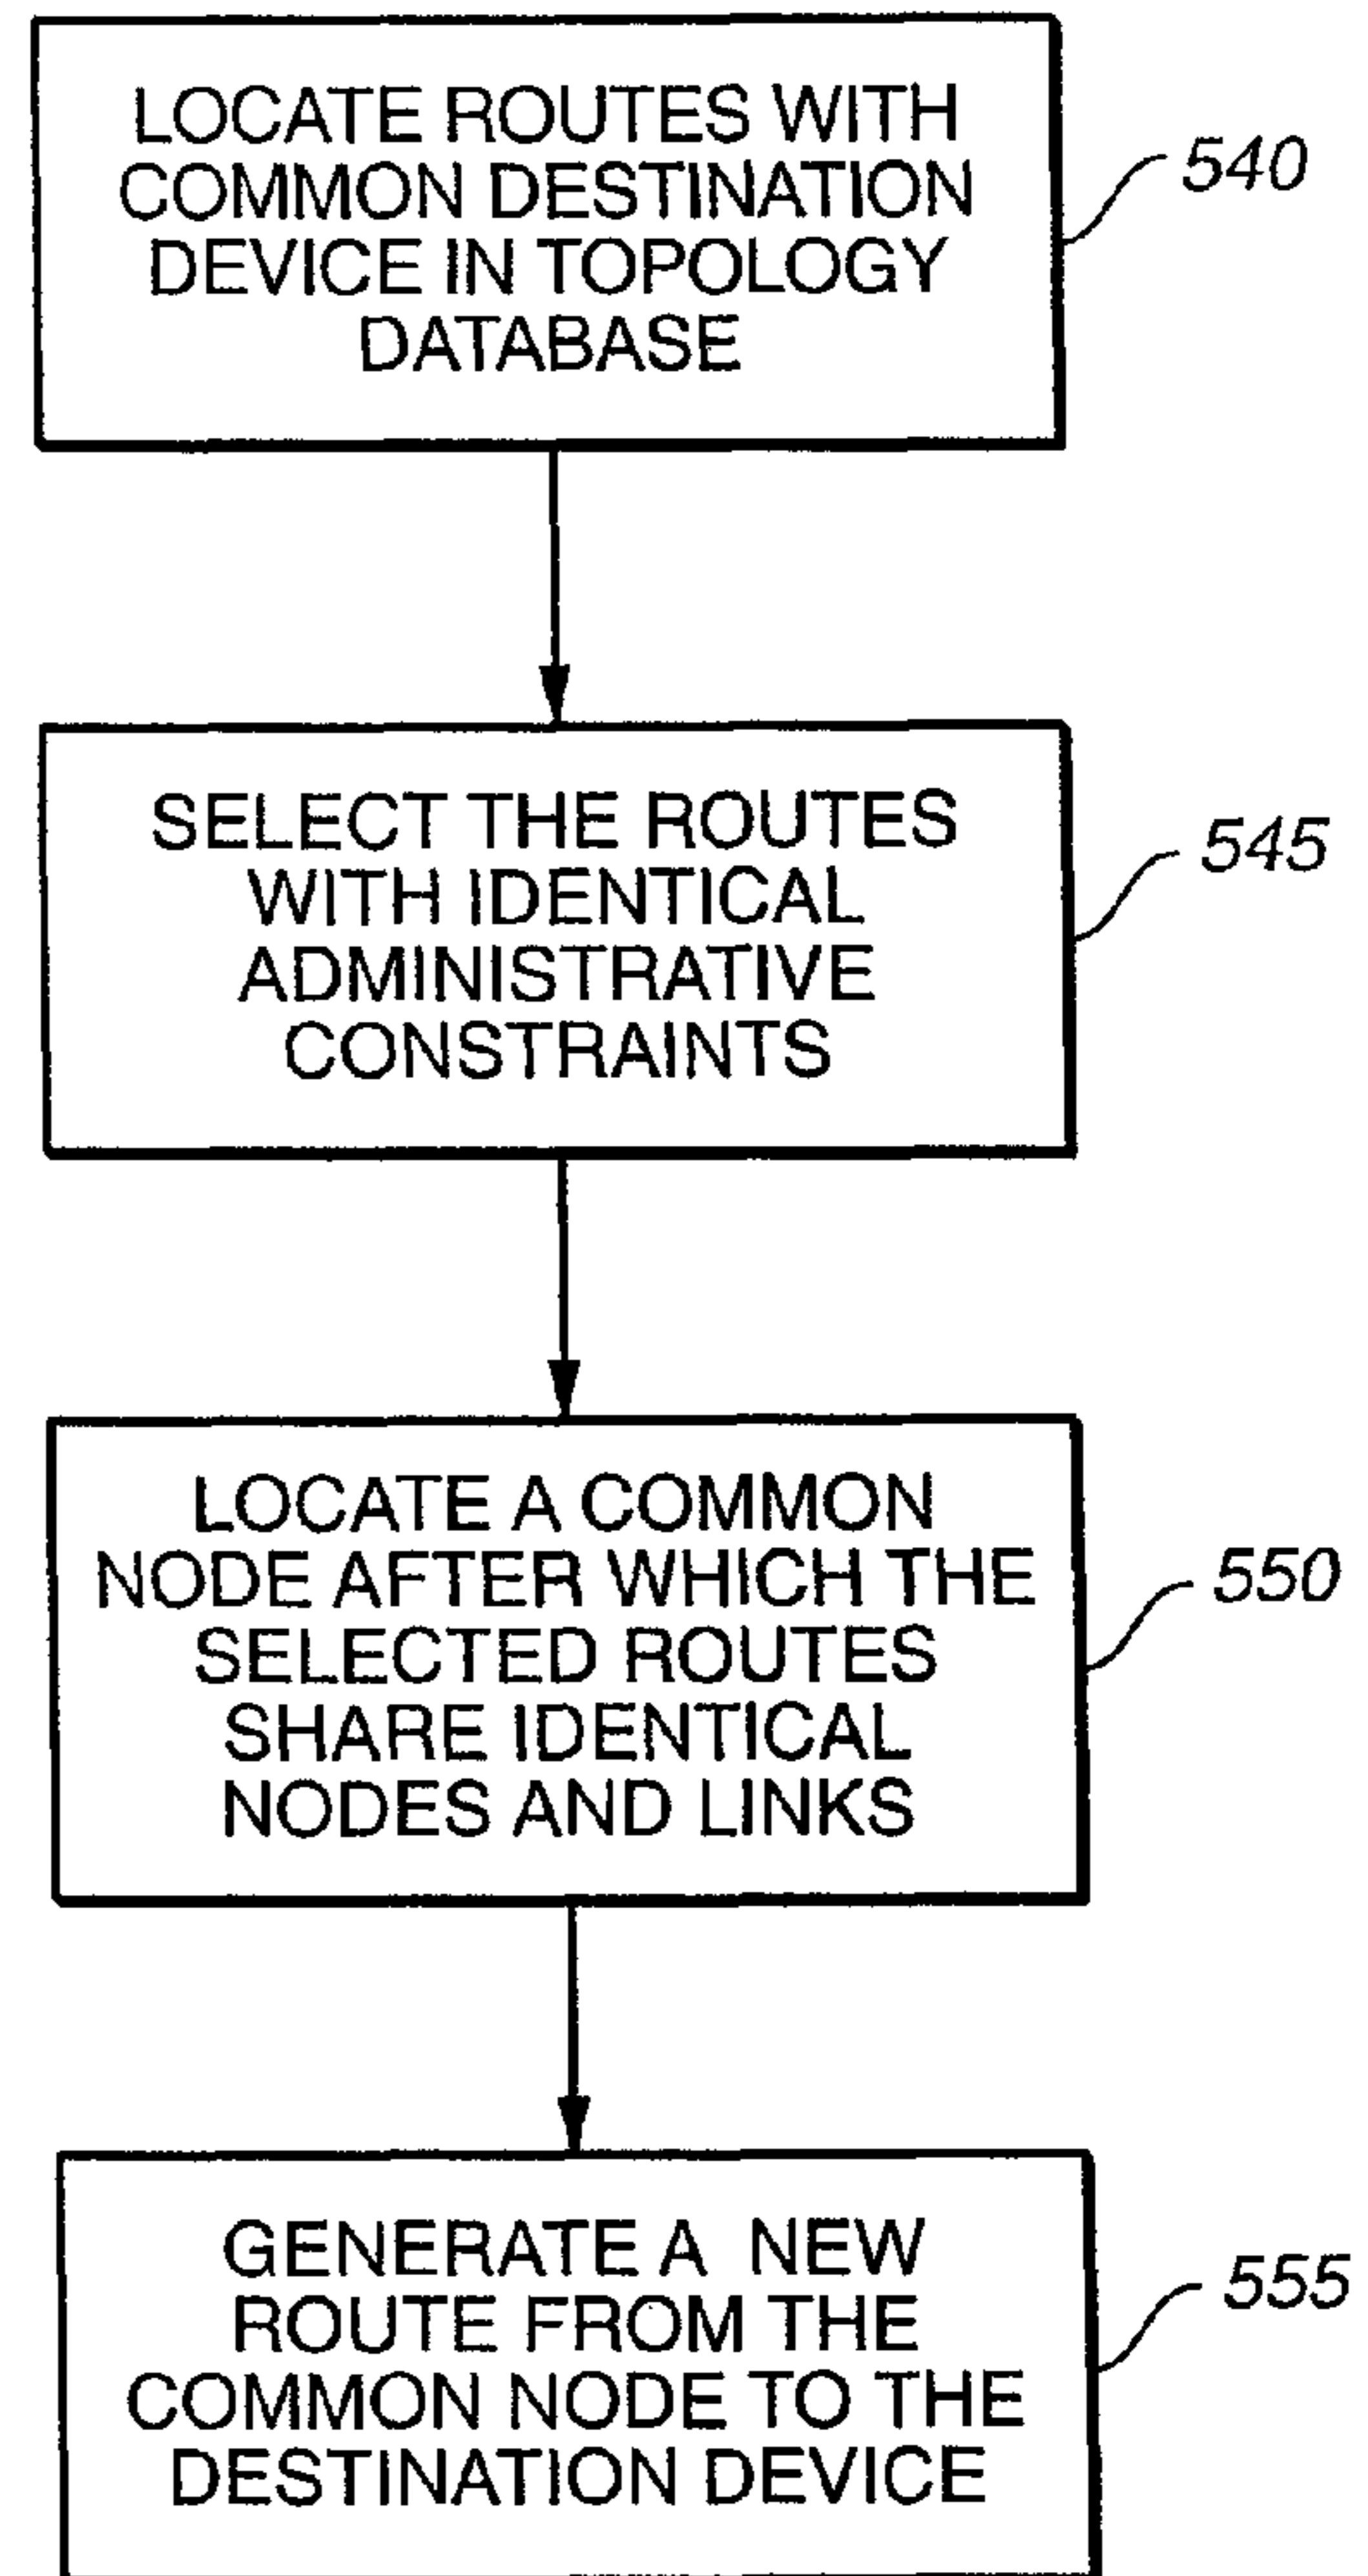 LOCATE ROUTES WITH
COMMON DESTINATION
DEVICE IN TOPOLOGY
DATABASE
540
SELECT THE ROUTES
WITH IDENTICAL
ADMINISTRATIVE
CONSTRAINTS
545
LOCATE A COMMON
NODE AFTER WHICH THE
SELECTED ROUTES
SHARE IDENTICAL
NODES AND LINKS
550
GENERATE A NEW
ROUTE FROM THE
COMMON NODE TO THE
DESTINATION DEVICE
555